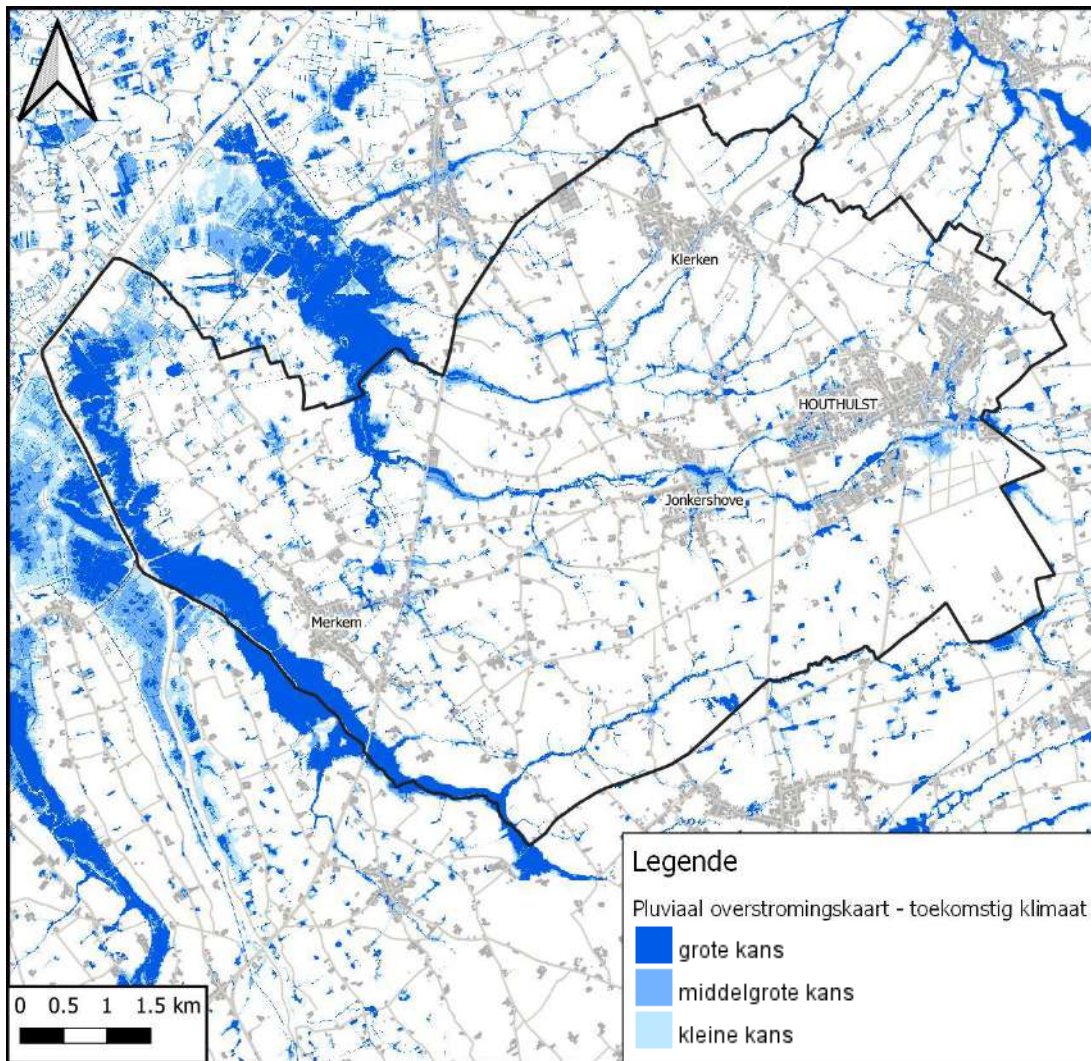 Klerken
HOUTHULST
Jonkershove
Merkem
Legende
Pluviaal overstromingskaart - toekomstig klimaat
grote kans
middelgrote kans
kleine kans
0 0.5 1 1.5 km